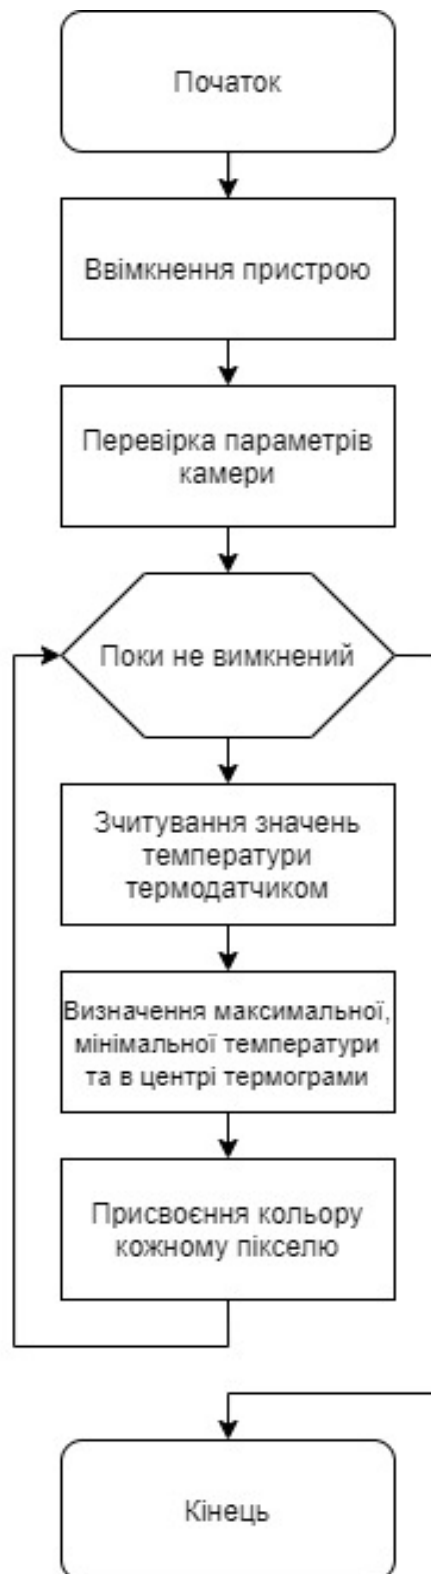 Початок
Ввімкнення пристрою
Перевірка параметрів
камери
Поки не вимкнений
Зчитування значень
температури
термодатчиком
Визначення максимальної,
мінімальної температури
та в центрі термограми
Присвоєння кольору
кожному пікселю
Кінець